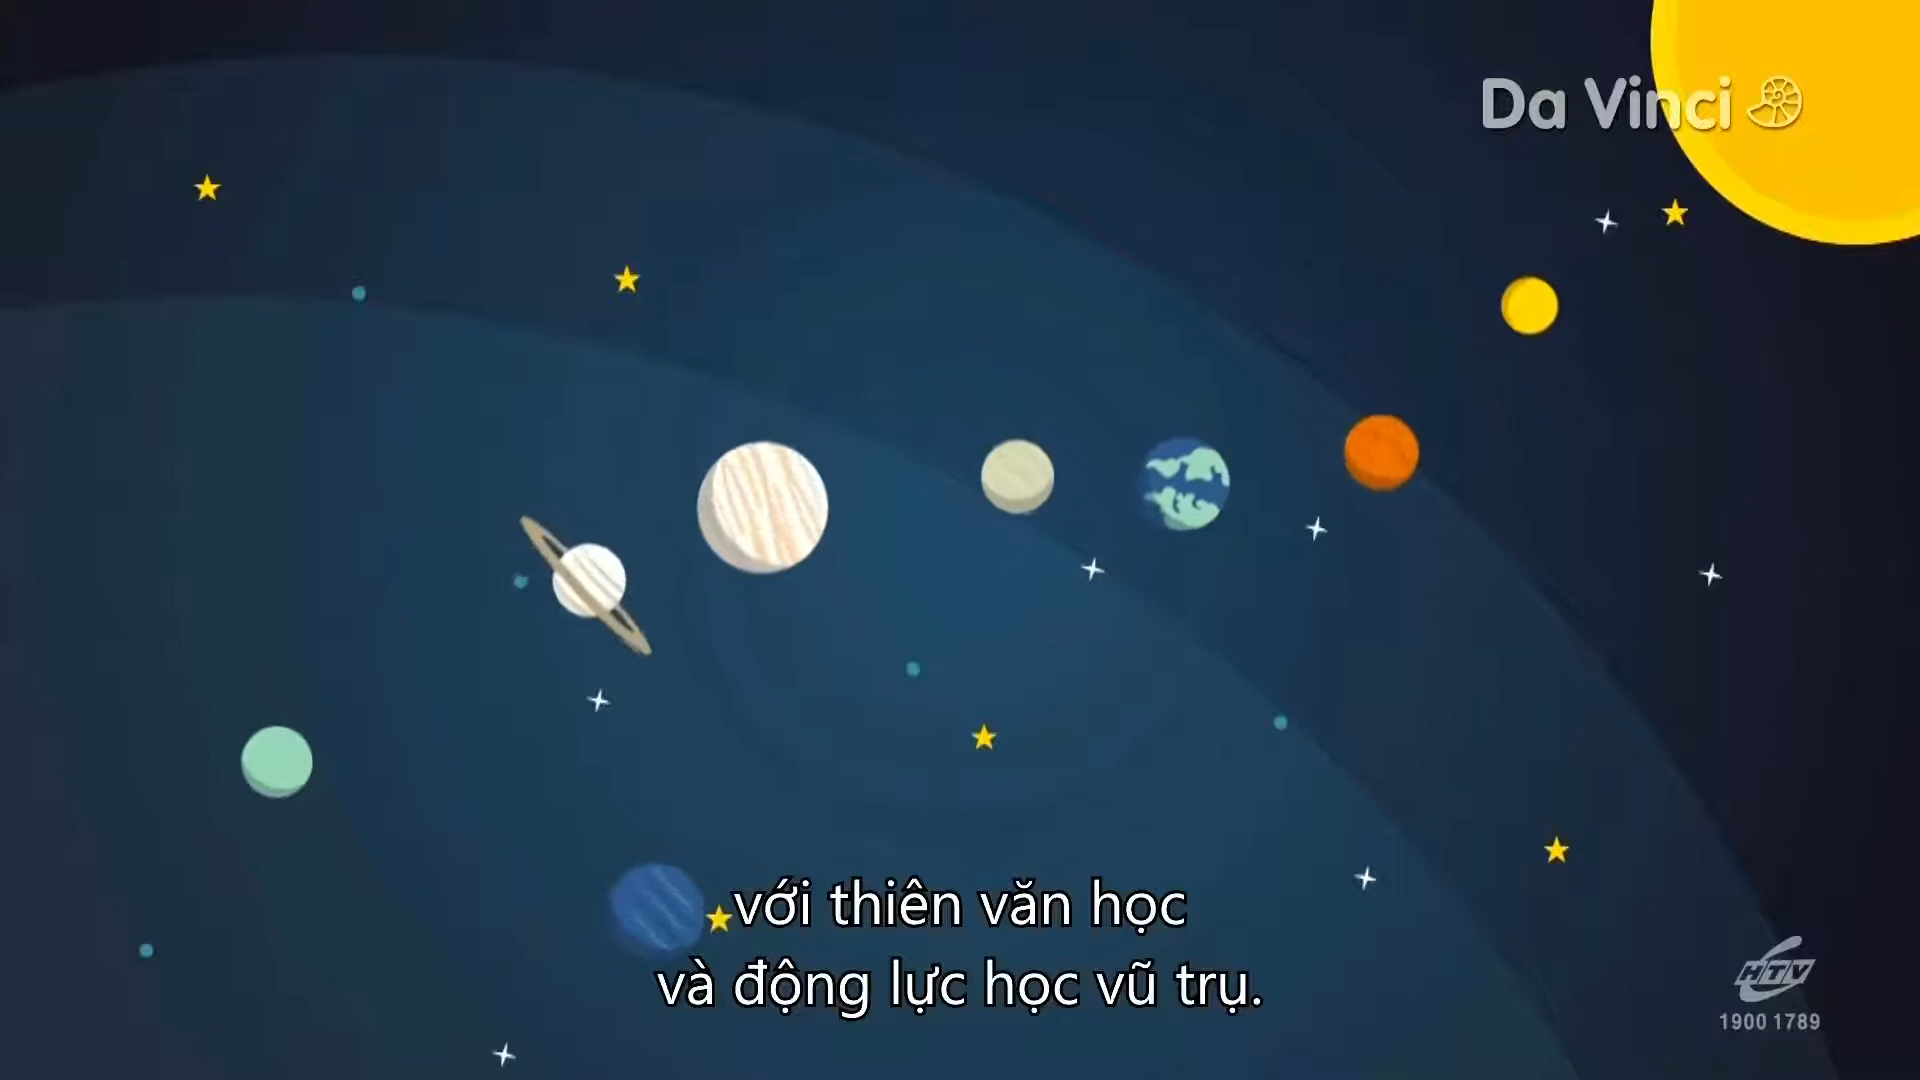 Da Vinci
với thiên văn học
và động lực học vũ trụ.
HTV
1900 1789